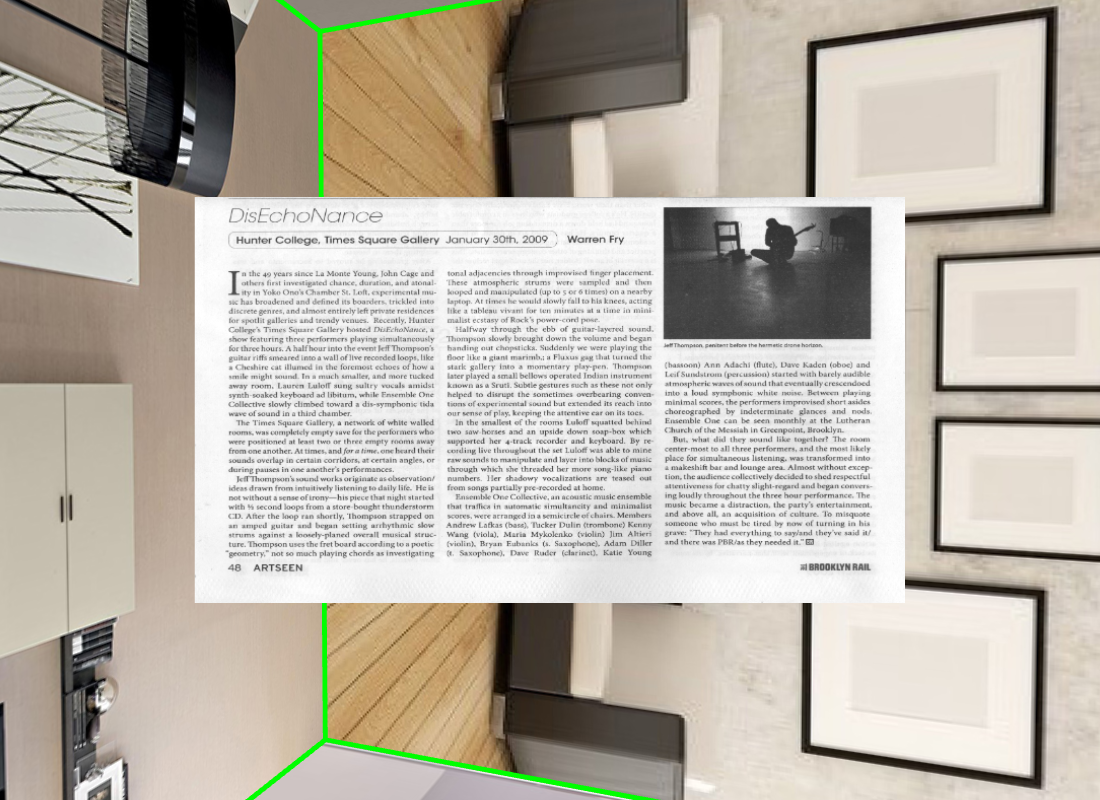 DisEchoNance
Hunter College, Times Square Gallery January 30th, 2009 Warren Fry
In the 49 years since La Monte Young, John Cage and
others first investigated chance, duration, and atonal-
ity in Yoko Ono's Chamber St. Loft, experimental mu-
sic has broadened and defined its boarders, trickled into
discrete genres, and almost entirely left private residences
for spotlit galleries and trendy venues. Recently, Hunter
College's Times Square Gallery hosted DisEchoNance, a
show featuring three performers playing simultaneously
for three hours. A half hour into the event Jeff Thompson's
guitar riffs smeared into a wall of live recorded loops, like
a Cheshire cat illumed in the foremost echoes of how a
smile might sound. In a much smaller, and more tucked
away room, Lauren Luloff sung sultry vocals amidst
synth-soaked keyboard ad libitum, while Ensemble One
Collective slowly climbed toward a dis-symphonic tidal
wave of sound in a third chamber.
The Times Square Gallery, a network of white walled
rooms, was completely empty save for the performers who
were positioned at least two or three empty rooms away
from one another. At times, and for a time, one heard their
sounds overlap in certain corridors, at certain angles, or
during pauses in one another's performances.
Jeff Thompson's sound works originate as observation/
ideas drawn from intuitively listening to daily life. He is
not without a sense of irony—his piece that night started
with ¼ second loops from a store-bought thunderstorm
CD. After the loop ran shortly, Thompson strapped on
an amped guitar and began setting arrhythmic slow
strums against a loosely-planed overall musical struc-
ture. Thompson uses the fret board according to a poetic
"geometry," not so much playing chords as investigating
tonal adjacencies through improvised finger placement.
These atmospheric strums were sampled and then
looped and manipulated (up to 5 or 6 times) on a nearby
laptop. At times he would slowly fall to his knees, acting
like a tableau vivant for ten minutes at a time in mini-
malist ecstasy of Rock's power-cord pose.
Halfway through the ebb of guitar-layered sound,
Thompson slowly brought down the volume and began
handing out chopsticks. Suddenly we were playing the
floor like a giant marimba; a Fluxus gag that turned the
stark gallery into a momentary play-pen. Thompson
later played a small bellows operated Indian instrument
known as a Sruti. Subtle gestures such as these not only
helped to disrupt the sometimes overbearing conven-
tions of experimental sound but extended its reach into
our sense of play, keeping the attentive ear on its toes.
In the smallest of the rooms Luloff squatted behind
two saw-horses and an upside down soap-box which
supported her 4-track recorder and keyboard. By re-
cording live throughout the set Luloff was able to mine
raw sounds to manipulate and layer into blocks of music
through which she threaded her more song-like piano
numbers. Her shadowy vocalizations are teased out
from songs partially pre-recorded at home.
Ensemble One Collective, an acoustic music ensemble
that traffics in automatic simultaneity and minimalist
scores, were arranged in a semicircle of chairs. Members
Andrew Lafkas (bass), Tucker Dulin (trombone) Kenny
Wang (viola), Maria Mykolenko (violin) Jim Altieri
(violin), Bryan Eubanks (s. Saxophone), Adam Diller
(t. Saxophone), Dave Ruder (clarinet), Katie Young
Jeff Thompson, penitent before the hermetic drone horizon.
(bassoon) Ann Adachi (flute), Dave Kaden (oboe) and
Leif Sundstrom (percussion) started with barely audible
atmospheric waves of sound that eventually crescendoed
into a loud symphonic white noise. Between playing
minimal scores, the performers improvised short asides
choreographed by indeterminate glances and nods.
Ensemble One can be seen monthly at the Lutheran
Church of the Messiah in Greenpoint, Brooklyn.
But, what did they sound like together? The room
center-most to all three performers, and the most likely
place for simultaneous listening, was transformed into
a makeshift bar and lounge area. Almost without excep-
tion, the audience collectively decided to shed respectful
attentiveness for chatty slight-regard and began convers-
ing loudly throughout the three hour performance. The
music became a distraction, the party's entertainment,
and above all, an acquisition of culture. To misquote
someone who must be tired by now of turning in his
grave: "They had everything to say/and they've said it/
and there was PBR/as they needed it."
48 ARTSEEN
BROOKLYN RAIL